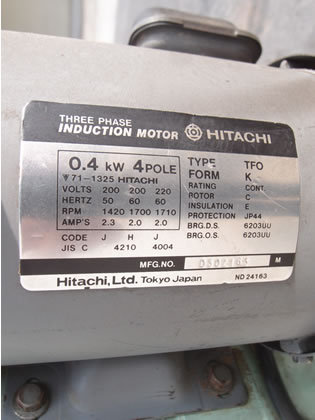 THREE PHASE
INDUCTION MOTOR HITACHI
0.4 kW 4POLE
▼71-1325 HITACHI
VOLTS 200 200 220
HERTZ 50 60 60
RPM 1420 1700 1710
AMP'S 2.3 2.0 2.0
CODE J H J
JIS C 4210 4004
TYPE TFO
FORM K
RATING CONT.
ROTOR C
INSULATION E
PROTECTION JP44
BRG.D.S. 6203UU
BRG.O.S. 6203UU
MFG.NO. M
Hitachi,Ltd. Tokyo Japan ND 24163